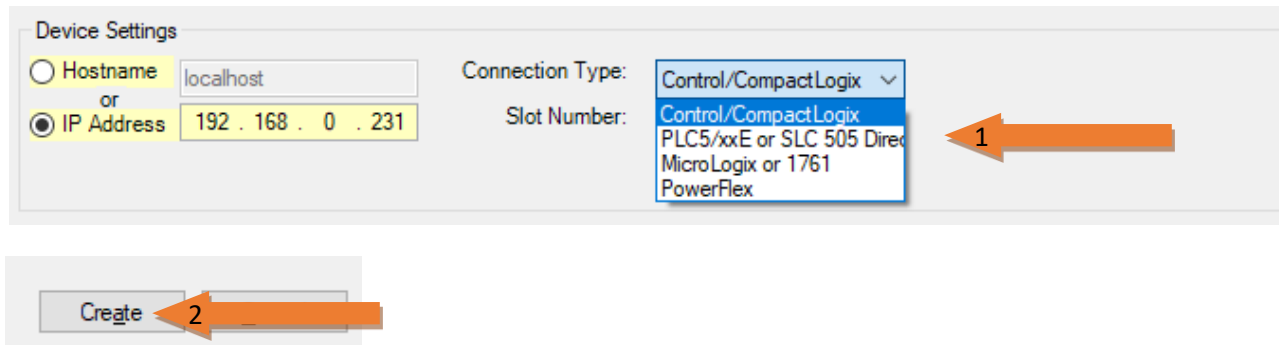 Device Settings
Hostname
localhost
Connection Type:
Control/CompactLogix
or
IP Address
192 . 168 . 0 . 231
Slot Number:
Control/CompactLogix
PLC5/xxE or SLC 505 Direc
MicroLogix or 1761
PowerFlex
1
Create
2